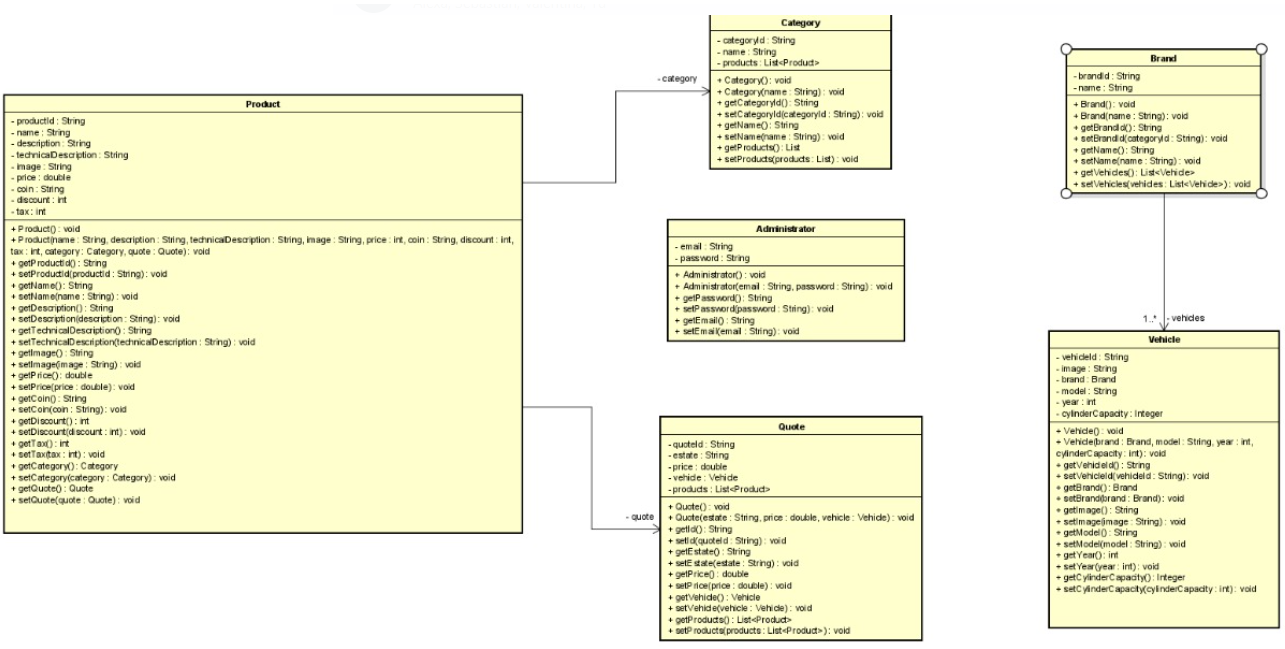 Category
- categoryId : String
- name : String
- products : List<Product>
+ Category() : void
+ Category(name : String) : void
+ getCategoryId() : String
+ setCategoryId(categoryId : String) : void
+ getName() : String
+ setName(name : String) : void
+ getProducts() : List
+ setProducts(products : List) : void
- category
Brand
- brandId : String
- name : String
+ Brand() : void
+ Brand(name : String) : void
+ getBrandId() : String
+ setBrandId(categoryId : String) : void
+ getName() : String
+ setName(name : String) : void
+ getVehicles() : List<Vehicle>
+ setVehicles(vehicles : List<Vehicle>) : void
Product
- productId : String
- name : String
- description : String
- technicalDescription : String
- image : String
- price : double
- coin : String
- discount : int
- tax : int
+ Product() : void
+ Product(name : String, description : String, technicalDescription : String, image : String, price : int, coin : String, discount : int,
tax : int, category : Category, quote : Quote) : void
+ getProductId() : String
+ setProductId(productId : String) : void
+ getName() : String
+ setName(name : String) : void
+ getDescription() : String
+ setDescription(description : String) : void
+ getTechnicalDescription() : String
+ setTechnicalDescription(technicalDescription : String) : void
+ getImage() : String
+ setImage(image : String) : void
+ getPrice() : double
+ setPrice(price : double) : void
+ getCoin() : String
+ setCoin(coin : String) : void
+ getDiscount() : int
+ setDiscount(discount : int) : void
+ getTax() : int
+ setTax(tax : int) : void
+ getCategory() : Category
+ setCategory(category : Category) : void
+ getQuote() : Quote
+ setQuote(quote : Quote) : void
Administrator
- email : String
- password : String
+ Administrator() : void
+ Administrator(email : String, password : String) : void
+ getPassword() : String
+ setPassword(password : String) : void
+ getEmail() : String
+ setEmail(email : String) : void
1..* - vehicles
Vehicle
- vehicleId : String
- image : String
- brand : Brand
- model : String
- year : int
- cylinderCapacity : Integer
+ Vehicle() : void
+ Vehicle(brand : Brand, model : String, year : int,
cylinderCapacity : int) : void
+ getVehicleId() : String
+ setVehicleId(vehicleId : String) : void
+ getBrand() : Brand
+ setBrand(brand : Brand) : void
+ getImage() : String
+ setImage(image : String) : void
+ getModel() : String
+ setModel(model : String) : void
+ getYear() : int
+ setYear(year : int) : void
+ getCylinderCapacity() : Integer
+ setCylinderCapacity(cylinderCapacity : int) : void
- quote
Quote
- quoteId : String
- estate : String
- price : double
- vehicle : Vehicle
- products : List<Product>
+ Quote() : void
+ Quote(estate : String, price : double, vehicle : Vehicle) : void
+ getId() : String
+ setId(quoteId : String) : void
+ getEstate() : String
+ setEstate(estate : String) : void
+ getPrice() : double
+ setPrice(price : double) : void
+ getVehicle() : Vehicle
+ setVehicle(vehicle : Vehicle) : void
+ getProducts() : List<Product>
+ setProducts(products : List<Product>) : void